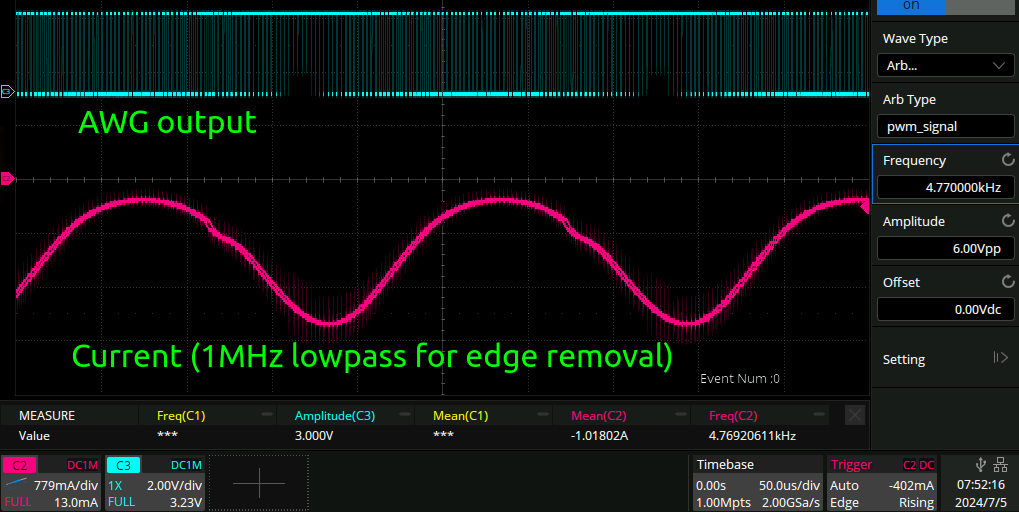 on
Wave Type
Arb...
C3
Arb Type
AWG output
pwm_signal
Frequency
C2
4.770000kHz
Amplitude
6.00Vpp
Offset
0.00Vdc
Current (1MHz lowpass for edge removal)
Setting
Event Num :0
MEASURE Freq(C1) Amplitude(C3) Mean(C1) Mean(C2) Freq(C2)
Value *** 3.000V *** -1.01802A 4.76920611kHz
C2 DC1M C3 DC1M Timebase Trigger C2 DC
779mA/div 1X 2.00V/div 0.00s 50.0us/div Auto -402mA 07:52:16
FULL 13.0mA FULL 3.23V 1.00Mpts 2.00GSa/s Edge Rising 2024/7/5